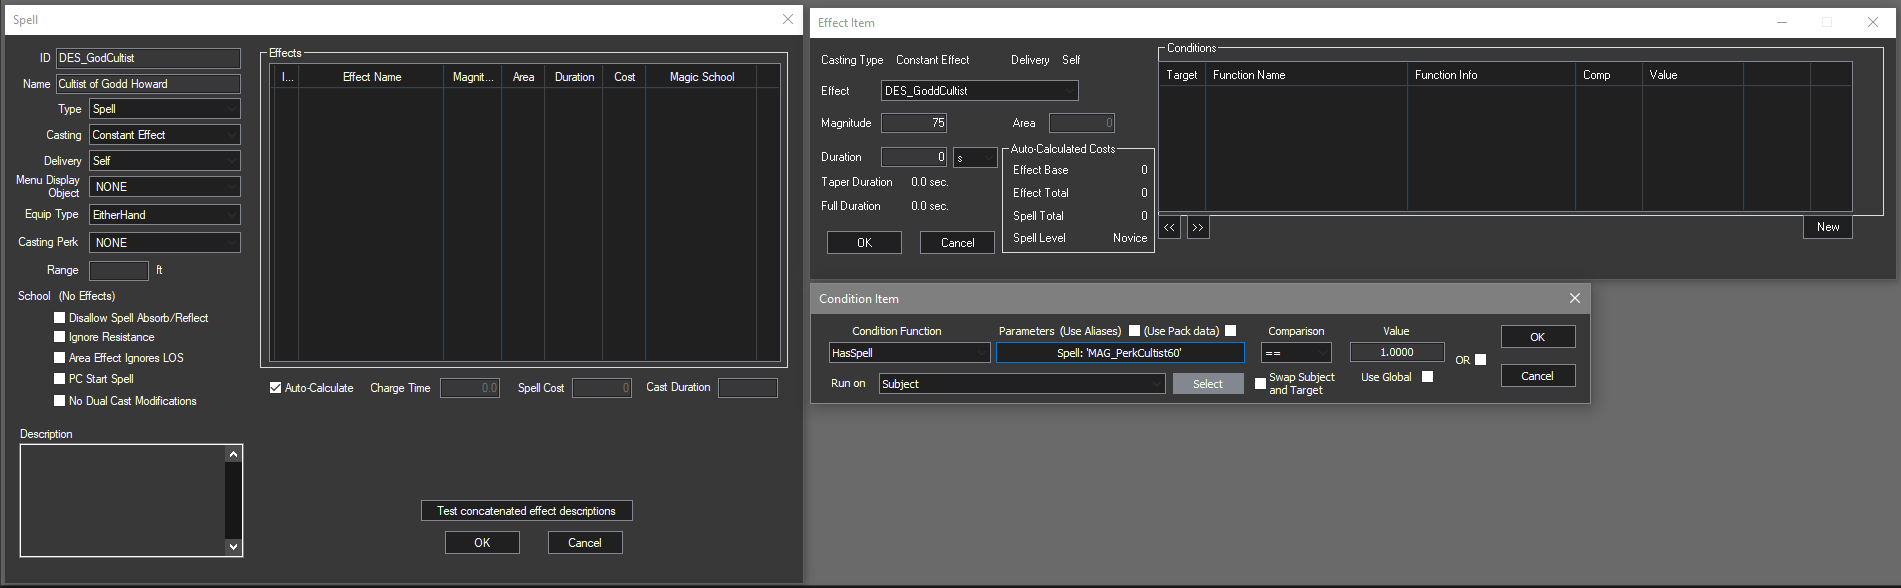 Spell
ID DES_GodCultist
Name Cultist of Godd Howard
Type Spell
Casting Constant Effect
Delivery Self
Menu Display
Object NONE
Equip Type EitherHand
Casting Perk NONE
Range ft
School (No Effects)
Disallow Spell Absorb/Reflect
Ignore Resistance
Area Effect Ignores LOS
PC Start Spell
No Dual Cast Modifications
Description
Effects
I... Effect Name Magnit... Area Duration Cost Magic School
Auto-Calculate Charge Time 0.0 Spell Cost 0 Cast Duration
Test concatenated effect descriptions
OK Cancel
Effect Item
Casting Type Constant Effect Delivery Self
Effect DES_GoddCultist
Magnitude 75 Area 0
Duration 0 s
Taper Duration 0.0 sec.
Full Duration 0.0 sec.
OK Cancel
Auto-Calculated Costs
Effect Base 0
Effect Total 0
Spell Total 0
Spell Level Novice
Conditions
Target Function Name Function Info Comp Value
<< >> New
Condition Item
Condition Function Parameters (Use Aliases) (Use Pack data) Comparison Value
HasSpell Spell: 'MAG_PerkCultist60' == 1.0000 OR OK
Run on Subject Select Swap Subject
and Target Use Global Cancel